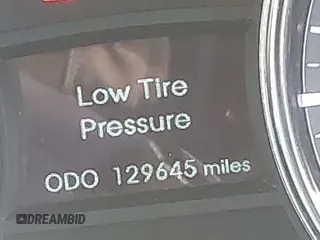 Low Tire
Pressure
ODO 129645 miles
DREAMBID